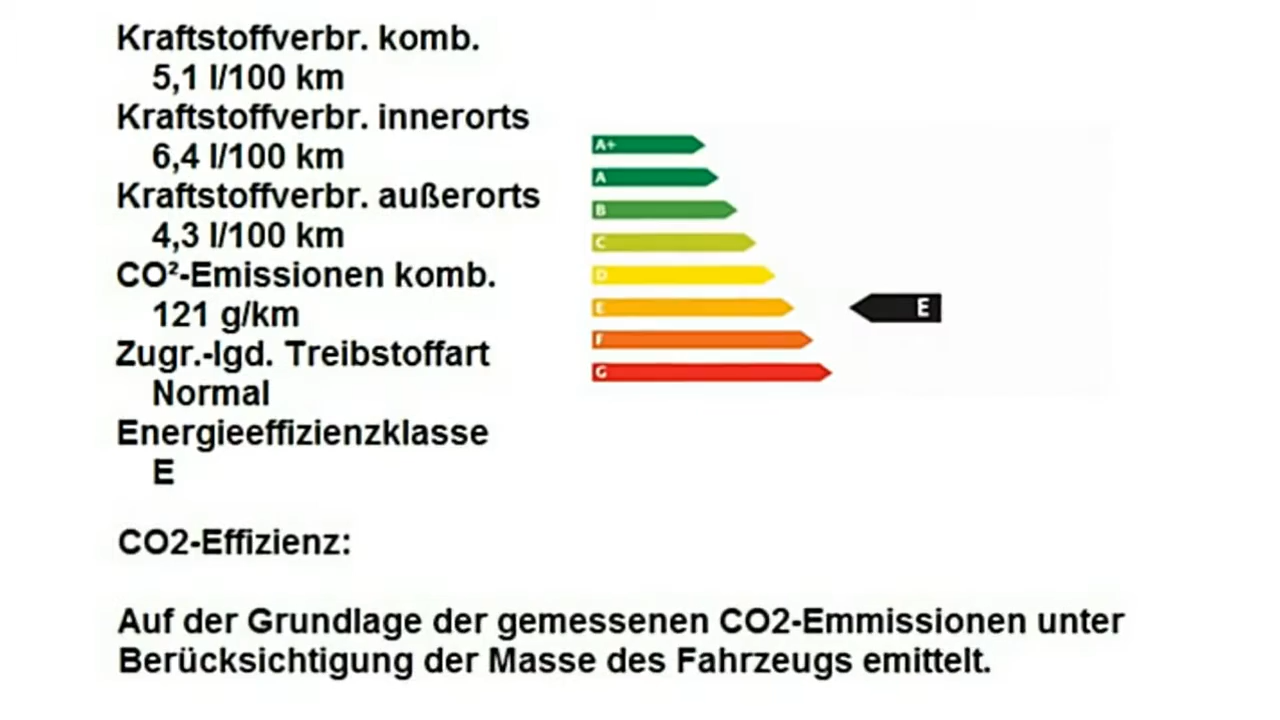 Kraftstoffverbr. komb.
5,1 l/100 km
Kraftstoffverbr. innerorts
6,4 l/100 km
Kraftstoffverbr. außerorts
4,3 l/100 km
CO²-Emissionen komb.
121 g/km
Zugr.-lgd. Treibstoffart
Normal
Energieeffizienzklasse
E
A+
A
B
C
D
E
E
F
G
CO2-Effizienz:
Auf der Grundlage der gemessenen CO2-Emmissionen unter
Berücksichtigung der Masse des Fahrzeugs emittelt.